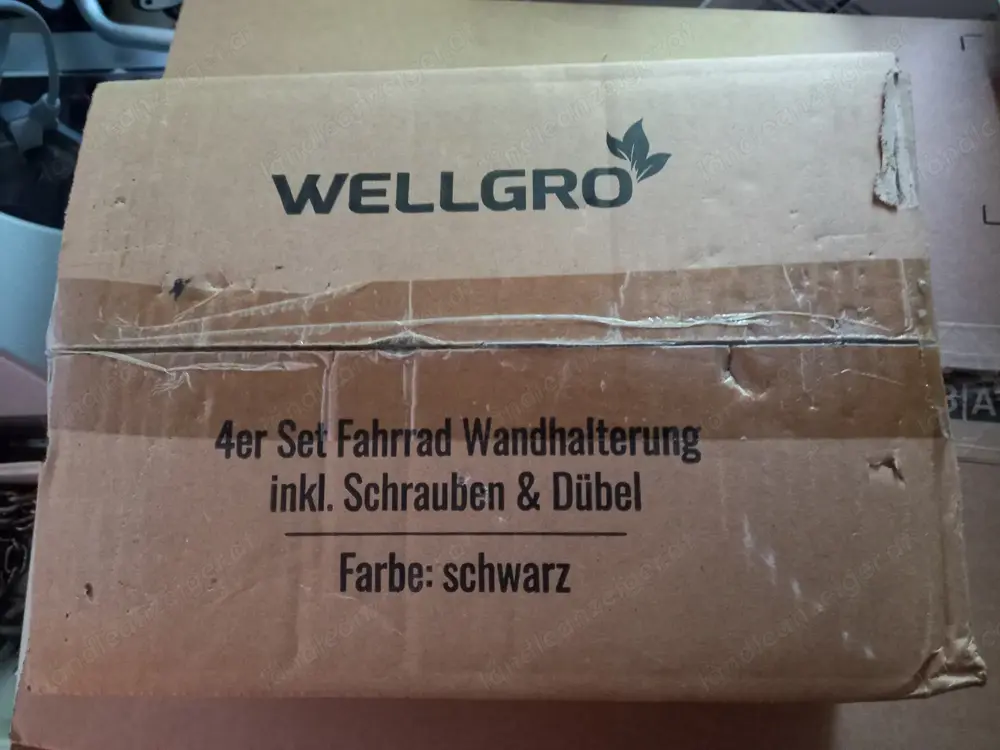 WELLGRO
4er Set Fahrrad Wandhalterung
inkl. Schrauben & Dübel
Farbe: schwarz